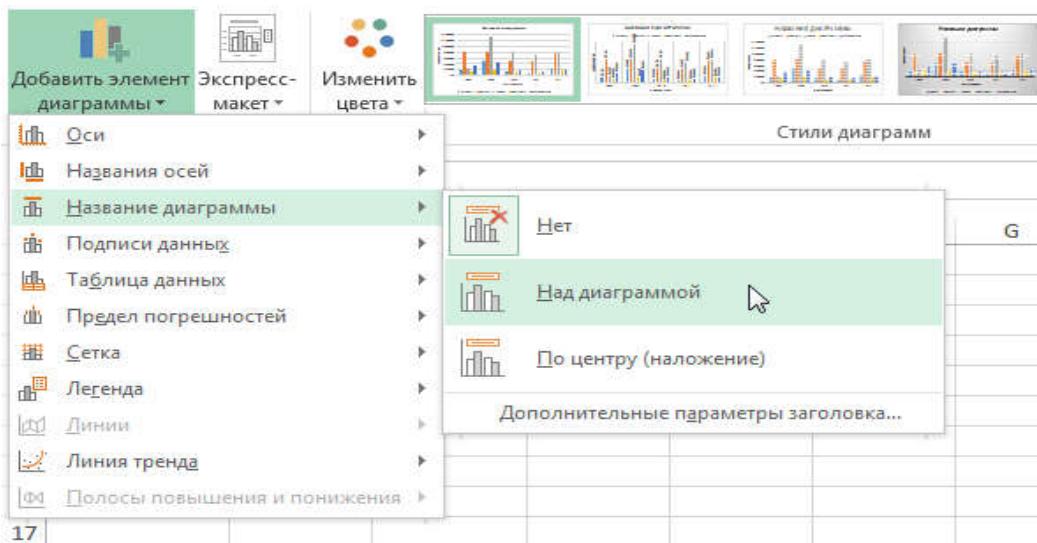 Добавить элемент диаграммы
Экспресс-макет
Изменить цвета
Стили диаграмм
Оси
Названия осей
Название диаграммы
Подписи данных
Таблица данных
Предел погрешностей
Сетка
Легенда
Линии
Линия тренда
Полосы повышения и понижения
Нет
Над диаграммой
По центру (наложение)
Дополнительные параметры заголовка...
G
17